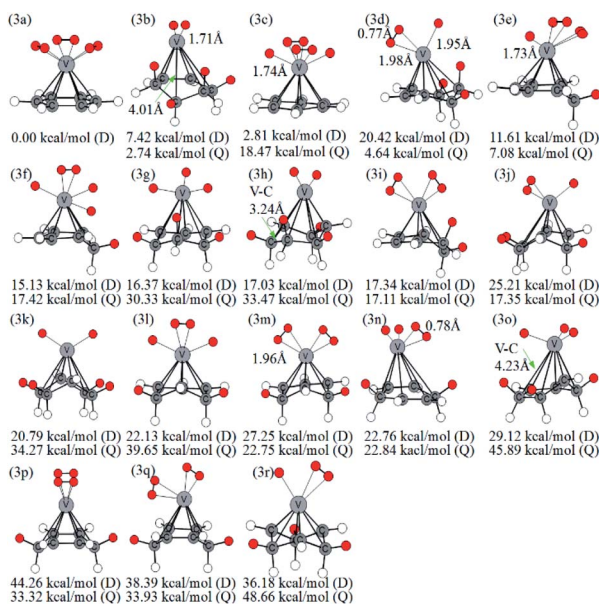 (3a) (3b) (3c) (3d) (3e)
1.71Å 0.77Å 1.95Å
1.74Å 1.98Å 1.73Å
4.01Å
V V V V V
0.00 kcal/mol (D) 7.42 kcal/mol (D) 2.81 kcal/mol (D) 20.42 kcal/mol (D) 11.61 kcal/mol (D)
2.74 kcal/mol (Q) 18.47 kcal/mol (Q) 4.64 kcal/mol (Q) 7.08 kcal/mol (Q)
(3f) (3g) (3h) (3i) (3j)
V-C
3.24Å
V V V V V
15.13 kcal/mol (D) 16.37 kcal/mol (D) 17.03 kcal/mol (D) 17.34 kcal/mol (D) 25.21 kcal/mol (D)
17.42 kcal/mol (Q) 30.33 kcal/mol (Q) 33.47 kcal/mol (Q) 17.11 kcal/mol (Q) 17.35 kcal/mol (Q)
(3k) (3l) (3m) (3n) (3o)
0.78Å
1.96Å V-C
4.23Å
V V V V V
20.79 kcal/mol (D) 22.13 kcal/mol (D) 27.25 kcal/mol (D) 22.76 kcal/mol (D) 29.12 kcal/mol (D)
34.27 kcal/mol (Q) 39.65 kcal/mol (Q) 22.75 kcal/mol (Q) 22.84 kacl/mol (Q) 45.89 kcal/mol (Q)
(3p) (3q) (3r)
V V V
44.26 kcal/mol (D) 38.39 kcal/mol (D) 36.18 kcal/mol (D)
33.32 kcal/mol (Q) 33.93 kcal/mol (Q) 48.66 kcal/mol (Q)